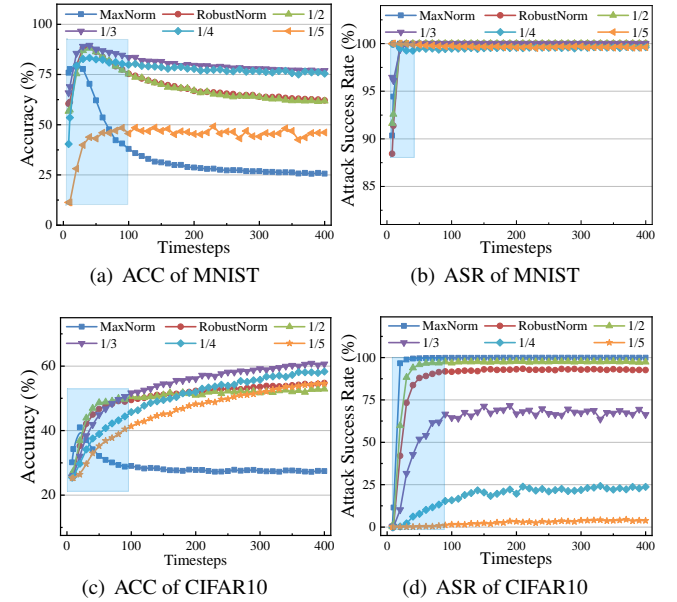 MaxNorm RobustNorm 1/2
1/3 1/4 1/5
Accuracy (%)
100
75
50
25
0
0 100 200 300 400
Timesteps
(a) ACC of MNIST
MaxNorm RobustNorm 1/2
1/3 1/4 1/5
Attack Success Rate (%)
100
95
90
85
0 100 200 300 400
Timesteps
(b) ASR of MNIST
MaxNorm RobustNorm 1/2
1/3 1/4 1/5
Accuracy (%)
60
40
20
0 100 200 300 400
Timesteps
(c) ACC of CIFAR10
MaxNorm RobustNorm 1/2
1/3 1/4 1/5
Attack Success Rate (%)
100
75
50
25
0
0 100 200 300 400
Timesteps
(d) ASR of CIFAR10